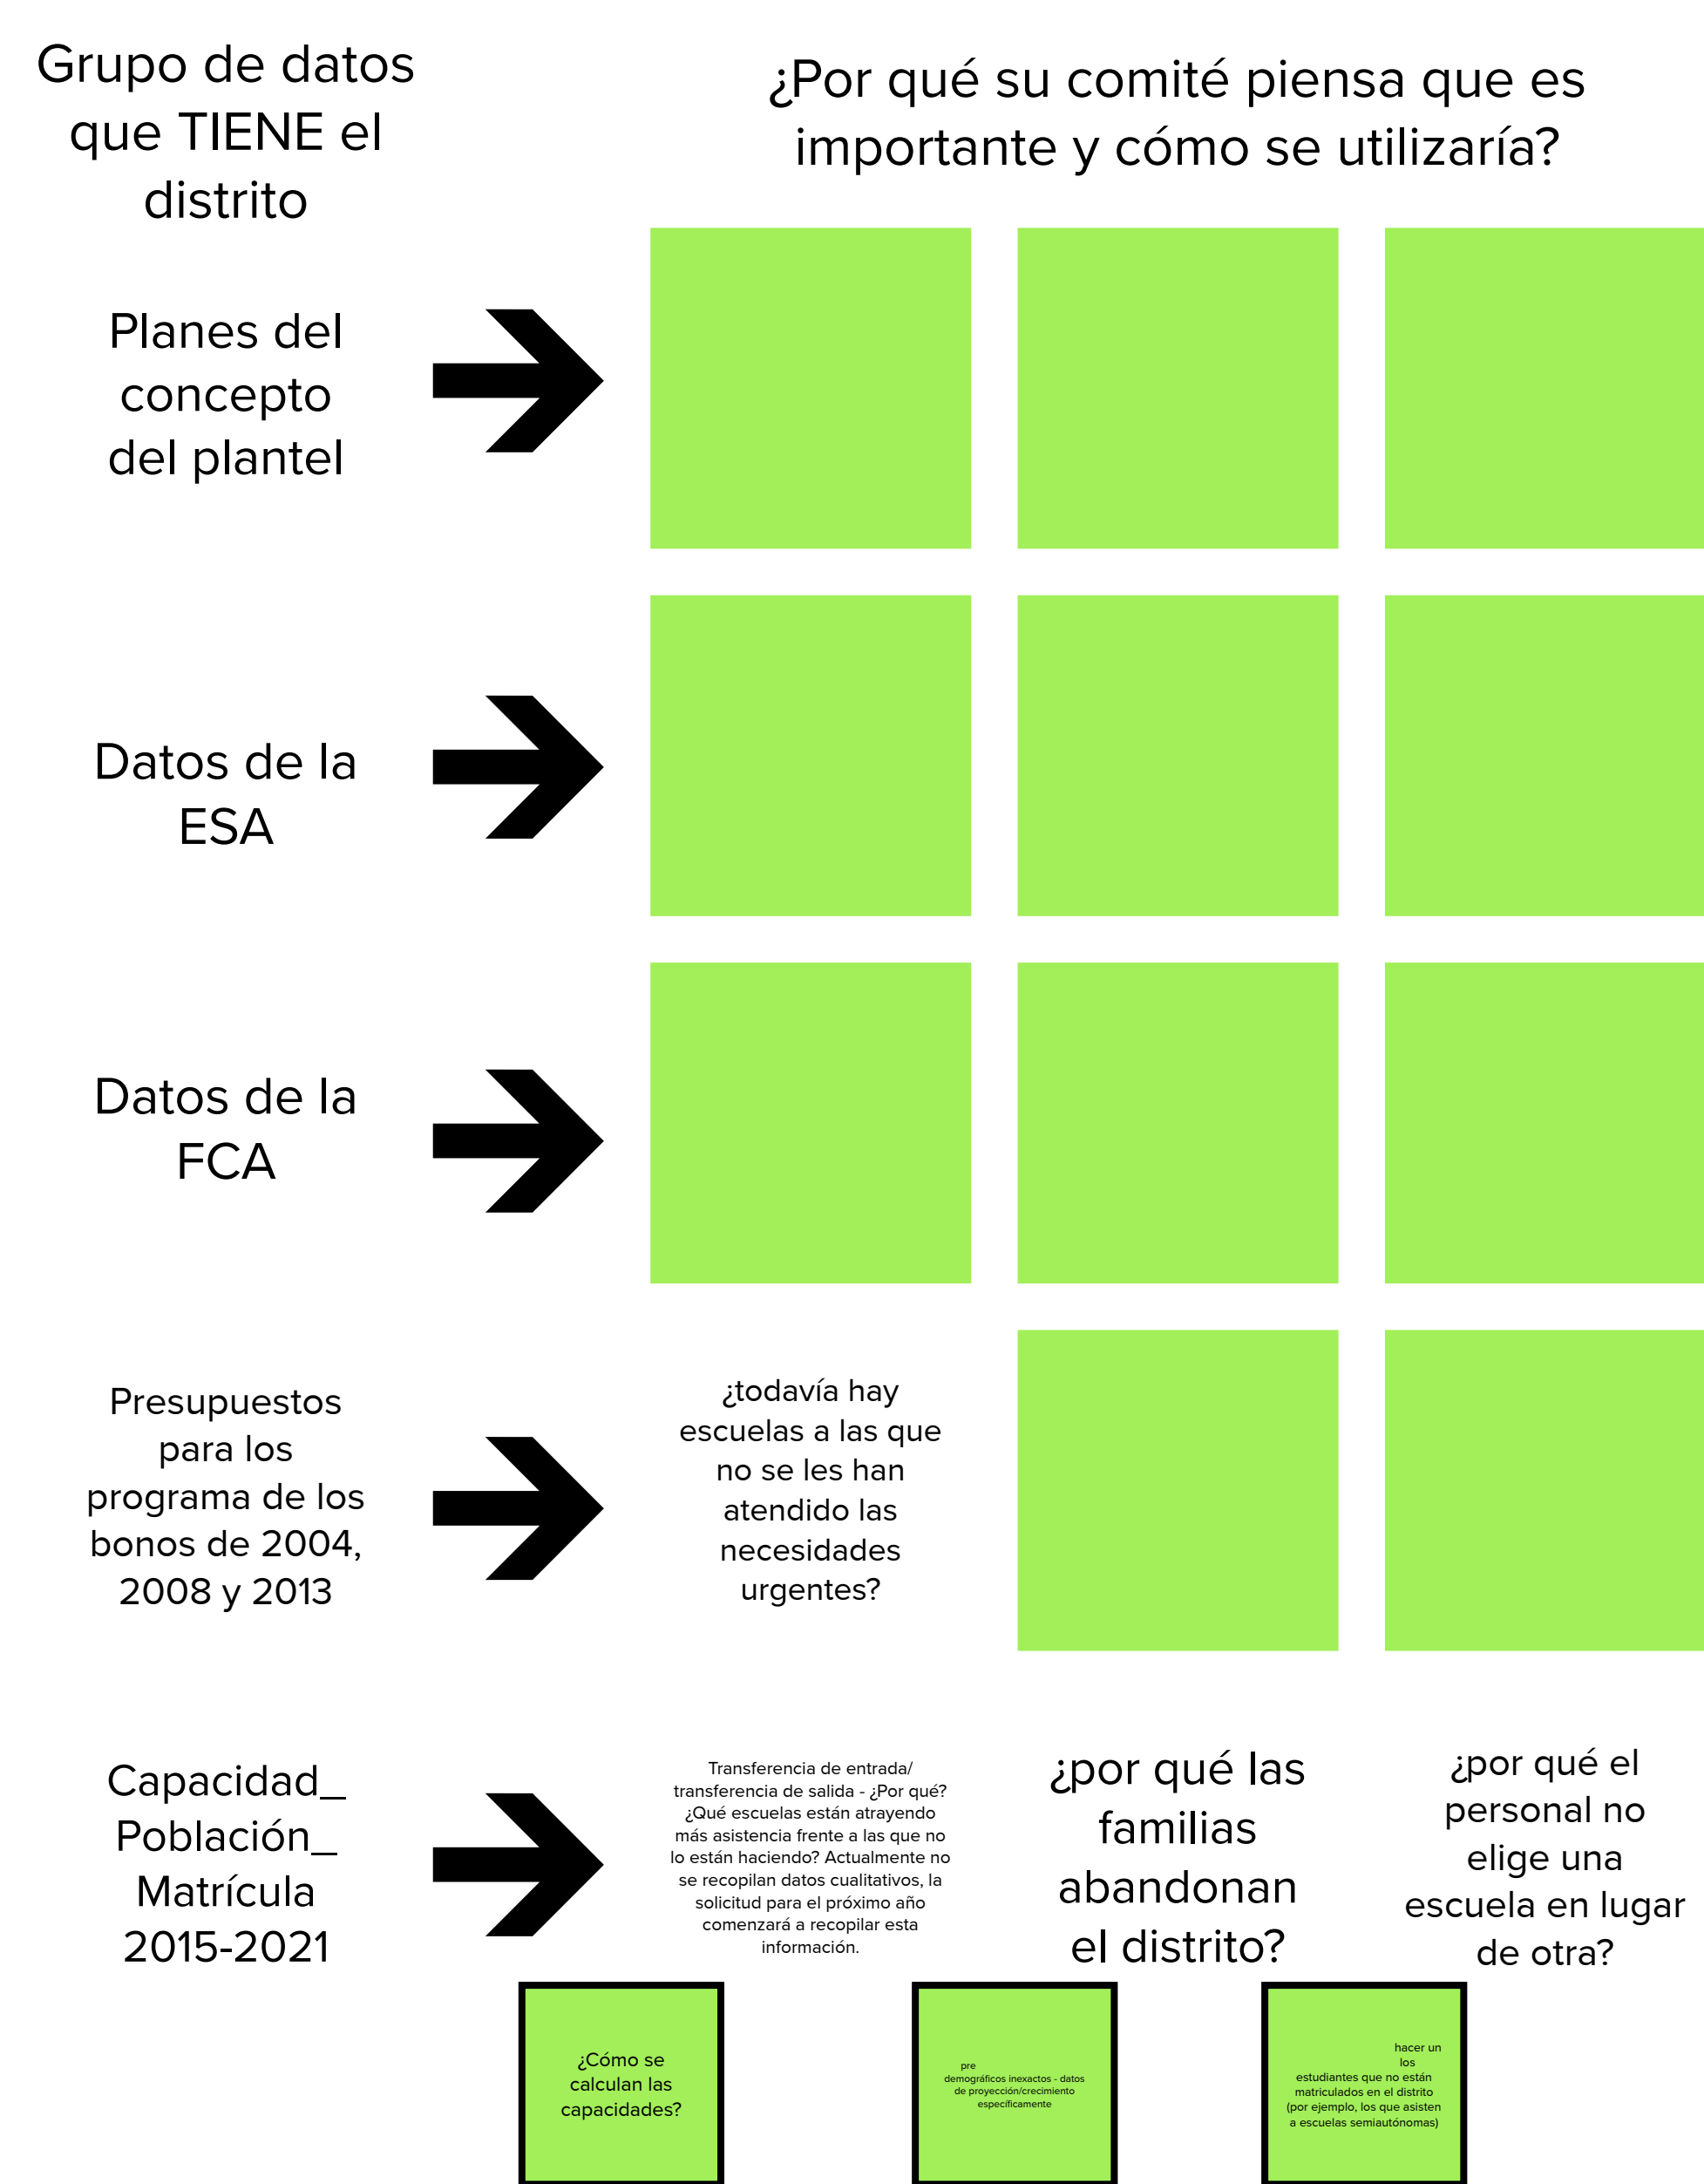 Grupo de datos
que TIENE el
distrito
¿Por qué su comité piensa que es
importante y cómo se utilizaría?
Planes del
concepto
del plantel
Datos de la
ESA
Datos de la
FCA
Presupuestos
para los
programa de los
bonos de 2004,
2008 y 2013
¿todavía hay
escuelas a las que
no se les han
atendido las
necesidades
urgentes?
Capacidad_
Población_
Matrícula
2015-2021
Transferencia de entrada/
transferencia de salida - ¿Por qué?
¿Qué escuelas están atrayendo
más asistencia frente a las que no
lo están haciendo? Actualmente no
se recopilan datos cualitativos, la
solicitud para el próximo año
comenzará a recopilar esta
información.
¿por qué las
familias
abandonan
el distrito?
¿por qué el
personal no
elige una
escuela en lugar
de otra?
¿Cómo se
calculan las
capacidades?
pre
demográficos inexactos - datos
de proyección/crecimiento
específicamente
hacer un
los
estudiantes que no están
matriculados en el distrito
(por ejemplo, los que asisten
a escuelas semiautónomas)